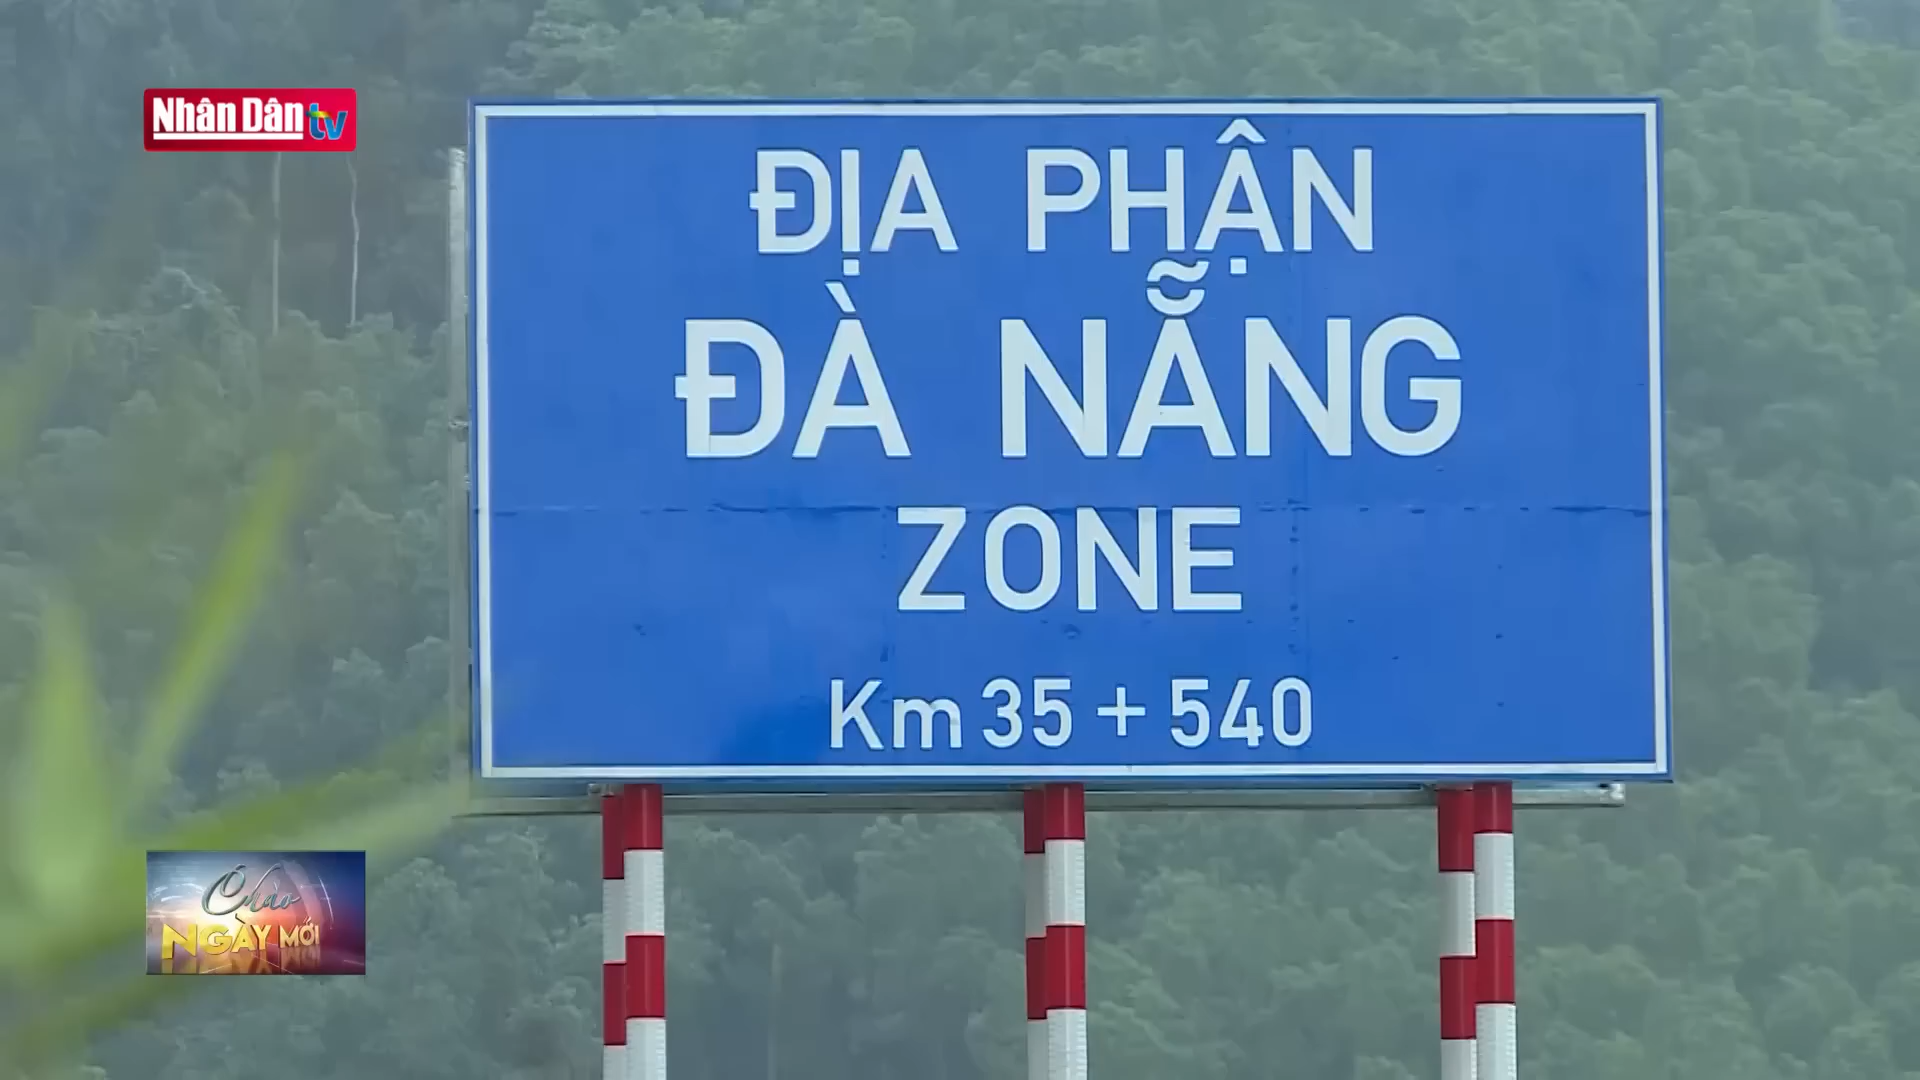 Nhân Dân tv
ĐỊA PHẬN
ĐÀ NẴNG
ZONE
Km 35 + 540
Chào
NGÀY MỚI